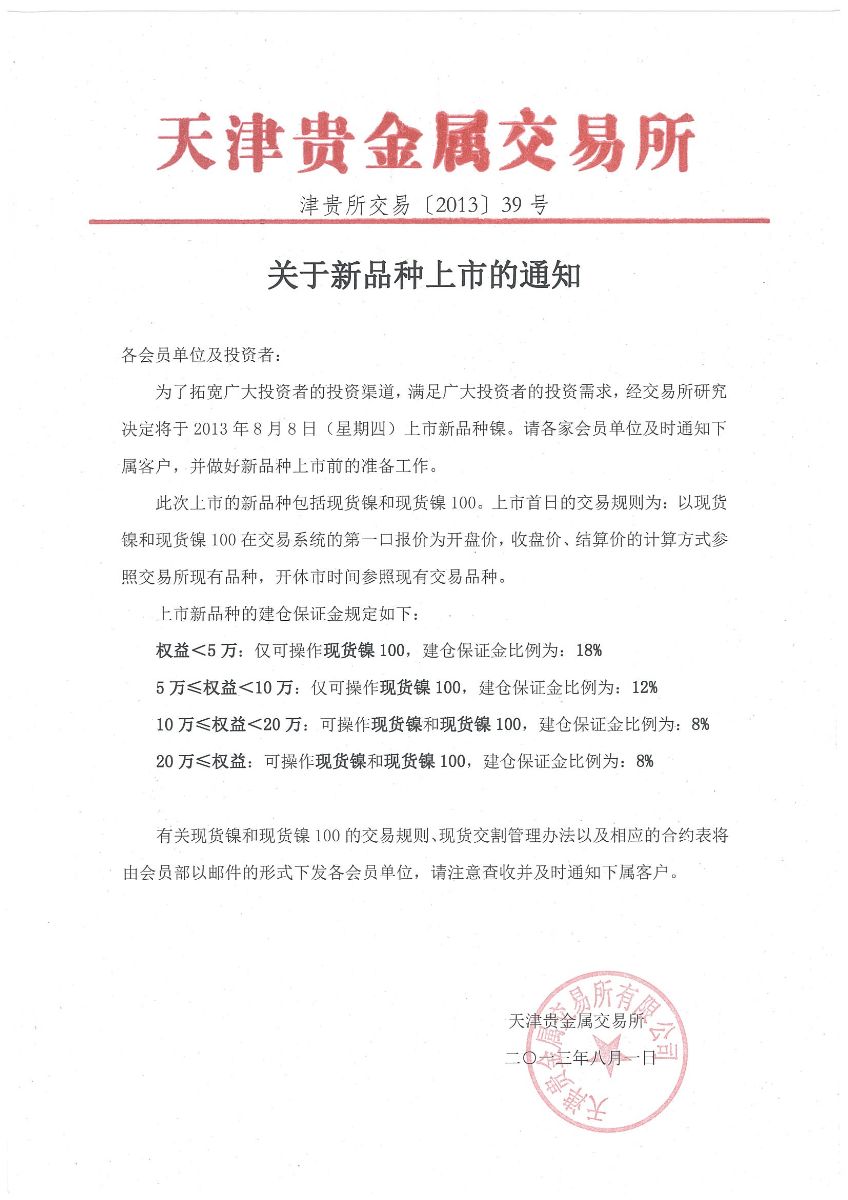 天津贵金属交易所
津贵所交易〔2013〕39 号
关于新品种上市的通知
各会员单位及投资者：
为了拓宽广大投资者的投资渠道，满足广大投资者的投资需求，经交易所研究
决定将于 2013 年 8 月 8 日（星期四）上市新品种镍。请各家会员单位及时通知下
属客户，并做好新品种上市前的准备工作。
此次上市的新品种包括现货镍和现货镍 100。上市首日的交易规则为：以现货
镍和现货镍 100 在交易系统的第一口报价为开盘价，收盘价、结算价的计算方式参
照交易所现有品种，开休市时间参照现有交易品种。
上市新品种的建仓保证金规定如下：
权益＜5 万：仅可操作现货镍 100，建仓保证金比例为：18%
5 万≤权益＜10 万：仅可操作现货镍 100，建仓保证金比例为：12%
10 万≤权益＜20 万：可操作现货镍和现货镍 100，建仓保证金比例为：8%
20 万≤权益：可操作现货镍和现货镍 100，建仓保证金比例为：8%
有关现货镍和现货镍 100 的交易规则、现货交割管理办法以及相应的合约表将
由会员部以邮件的形式下发各会员单位，请注意查收并及时通知下属客户。
天津贵金属交易所
二〇一三年八月一日
天津贵金属交易所有限公司